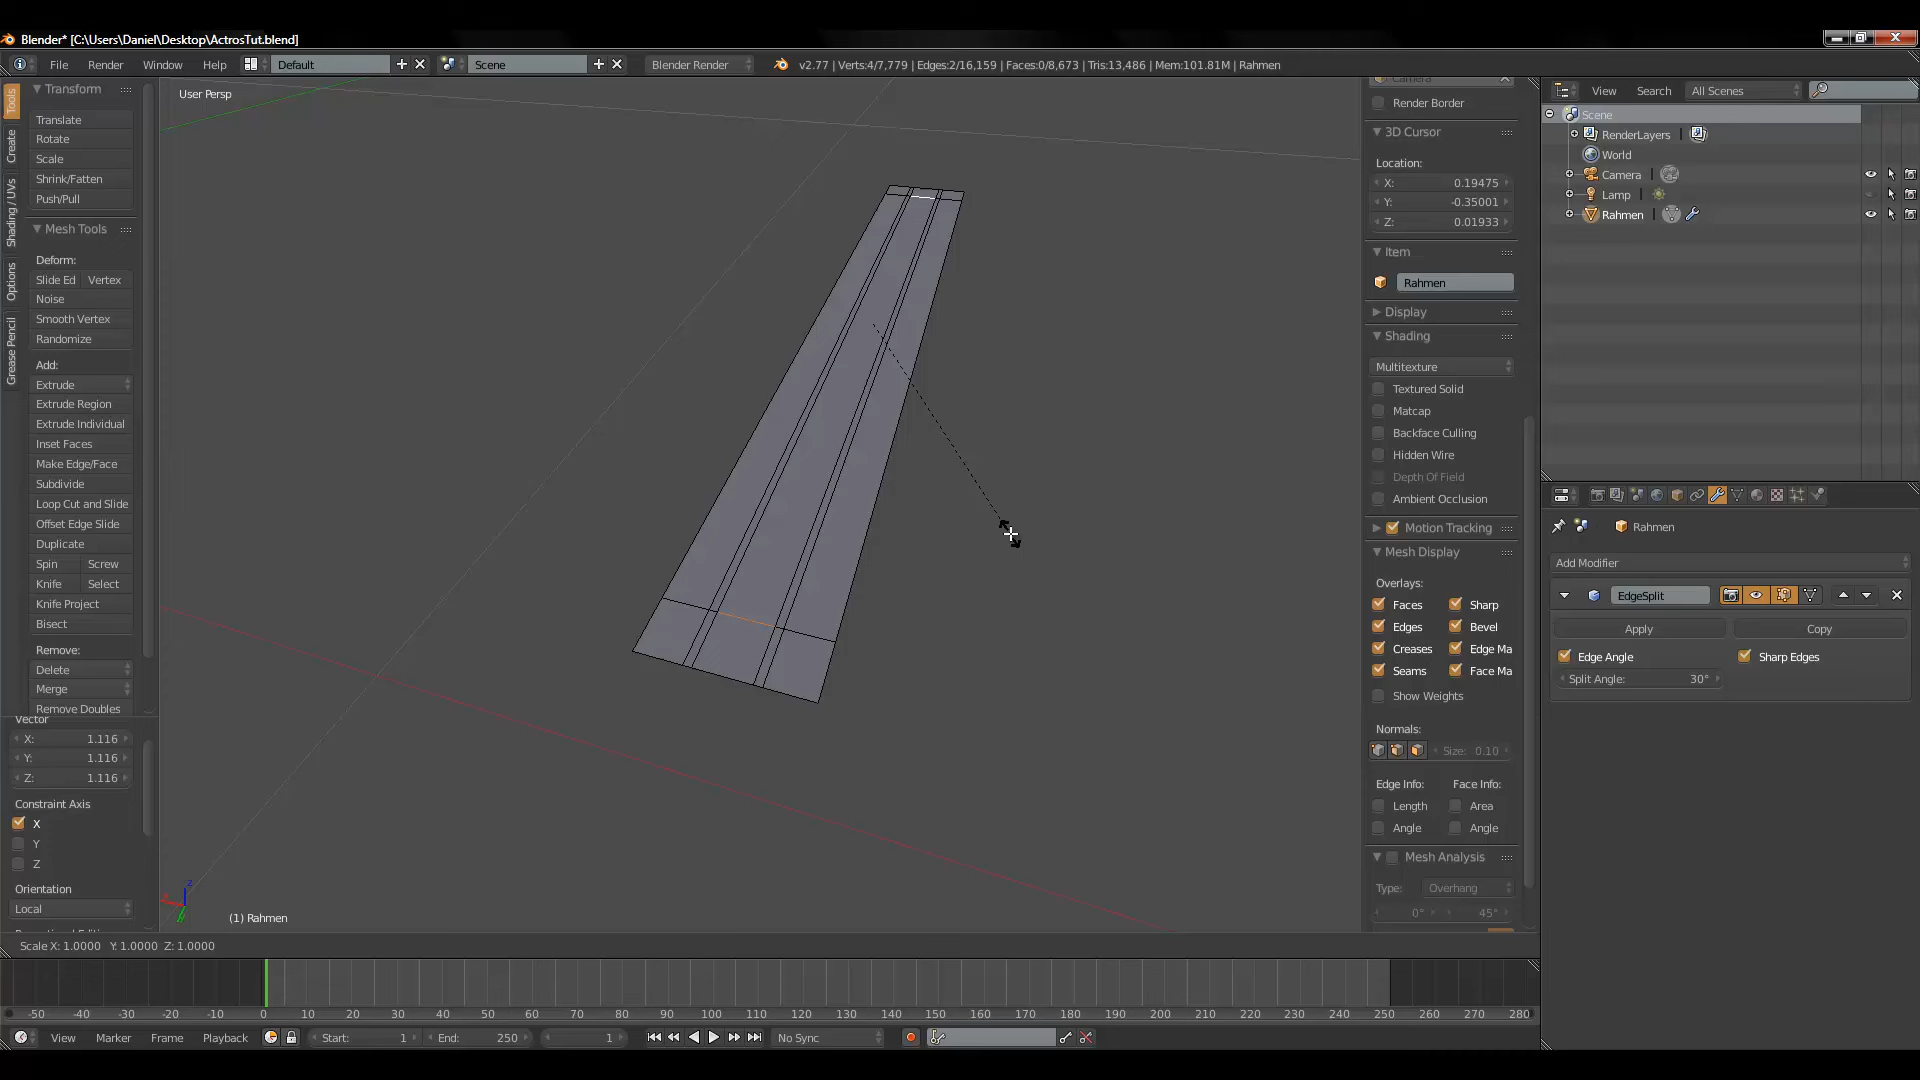 Blender* [C:\Users\Daniel\Desktop\ActrosTut.blend]
File Render Window Help Default Scene Blender Render v2.77 | Verts:4/7,779 | Edges:2/16,159 | Faces:0/8,673 | Tris:13,486 | Mem:101.81M | Rahmen
Tools
Create
Shading / UVs
Options
Grease Pencil
Transform
Translate
Rotate
Scale
Shrink/Fatten
Push/Pull
Mesh Tools
Deform:
Slide Ed Vertex
Noise
Smooth Vertex
Randomize
Add:
Extrude
Extrude Region
Extrude Individual
Inset Faces
Make Edge/Face
Subdivide
Loop Cut and Slide
Offset Edge Slide
Duplicate
Spin Screw
Knife Select
Knife Project
Bisect
Remove:
Delete
Merge
Remove Doubles
Vector
X: 1.116
Y: 1.116
Z: 1.116
Constraint Axis
X
Y
Z
Orientation
Local
User Persp
(1) Rahmen
Scale X: 1.0000 Y: 1.0000 Z: 1.0000
Camera
Render Border
3D Cursor
Location:
X: 0.19475
Y: -0.35001
Z: 0.01933
Item
Rahmen
Display
Shading
Multitexture
Textured Solid
Matcap
Backface Culling
Hidden Wire
Depth Of Field
Ambient Occlusion
Motion Tracking
Mesh Display
Overlays:
Faces Sharp
Edges Bevel
Creases Edge Ma
Seams Face Ma
Show Weights
Normals:
Size: 0.10
Edge Info: Face Info:
Length Area
Angle Angle
Mesh Analysis
Type: Overhang
0° 45°
View Search All Scenes
Scene
RenderLayers
World
Camera
Lamp
Rahmen
Rahmen
Add Modifier
EdgeSplit
Apply Copy
Edge Angle Sharp Edges
Split Angle: 30°
-50 -40 -30 -20 -10 0 10 20 30 40 50 60 70 80 90 100 110 120 130 140 150 160 170 180 190 200 210 220 230 240 250 260 270 280
View Marker Frame Playback Start: 1 End: 250 1 No Sync